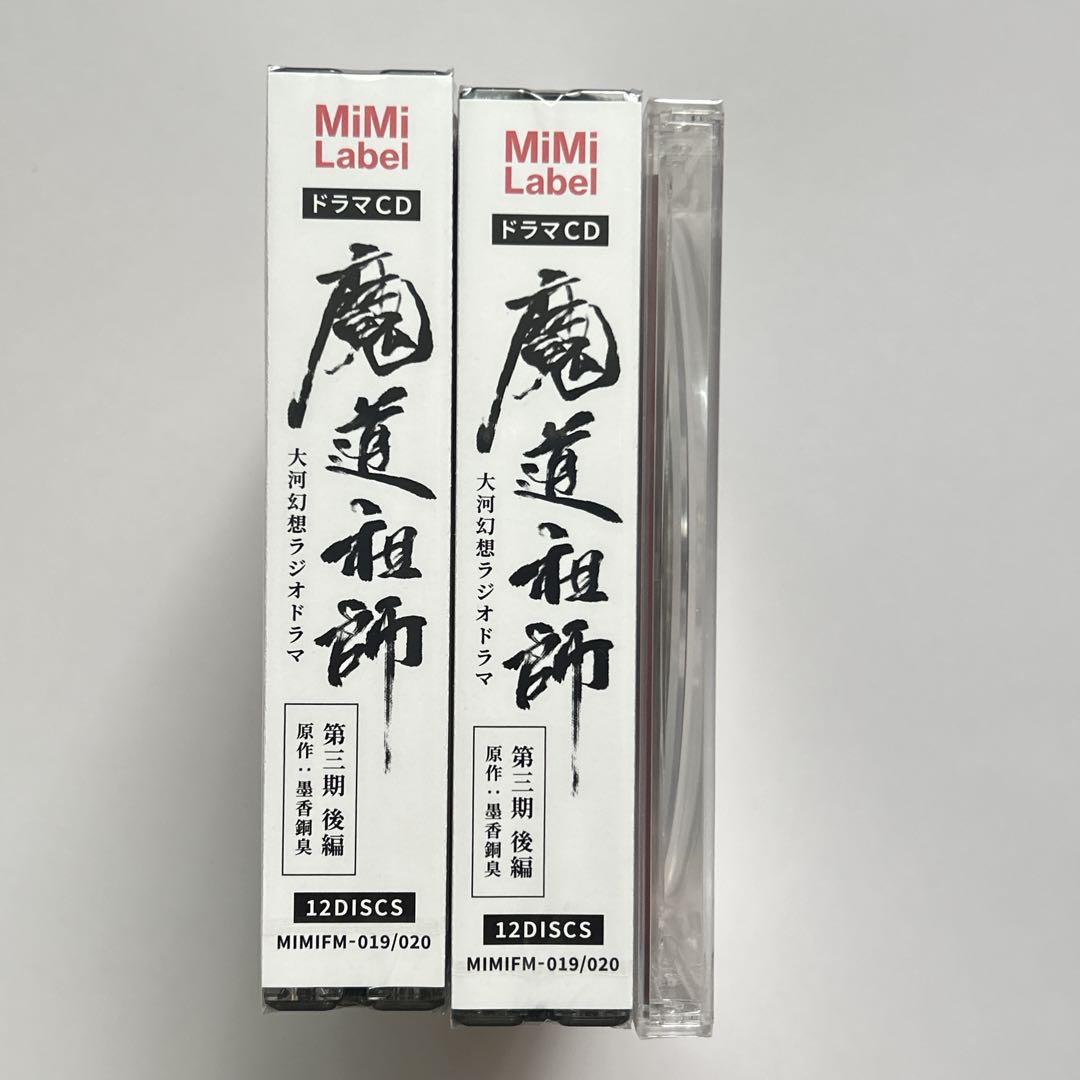 MiMi
Label
ドラマCD
魔道祖師
大河幻想ラジオドラマ
第三期 後編
原作：墨香銅臭
12DISCS
MIMIFM-019/020
MiMi
Label
ドラマCD
魔道祖師
大河幻想ラジオドラマ
第三期 後編
原作：墨香銅臭
12DISCS
MIMIFM-019/020